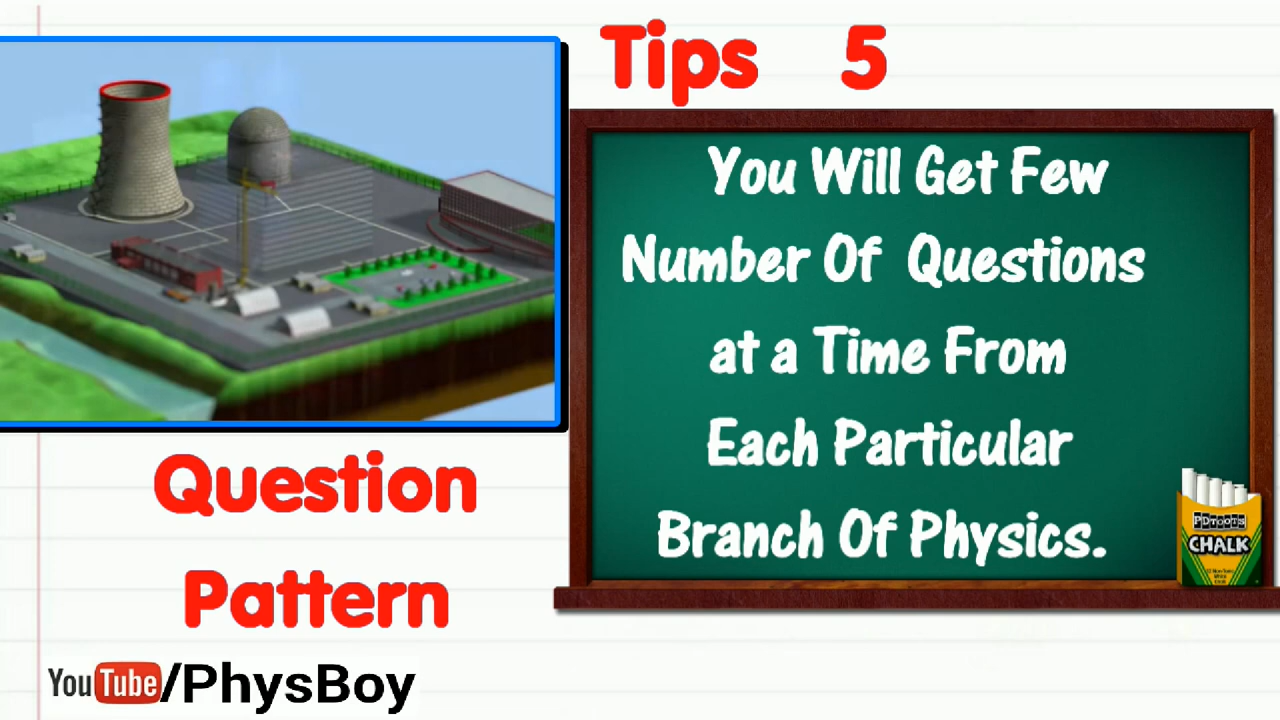 Tips 5
You Will Get Few
Number Of Questions
at a Time From
Each Particular
Branch Of Physics.
PDTOOTS
CHALK
Question
Pattern
YouTube/PhysBoy